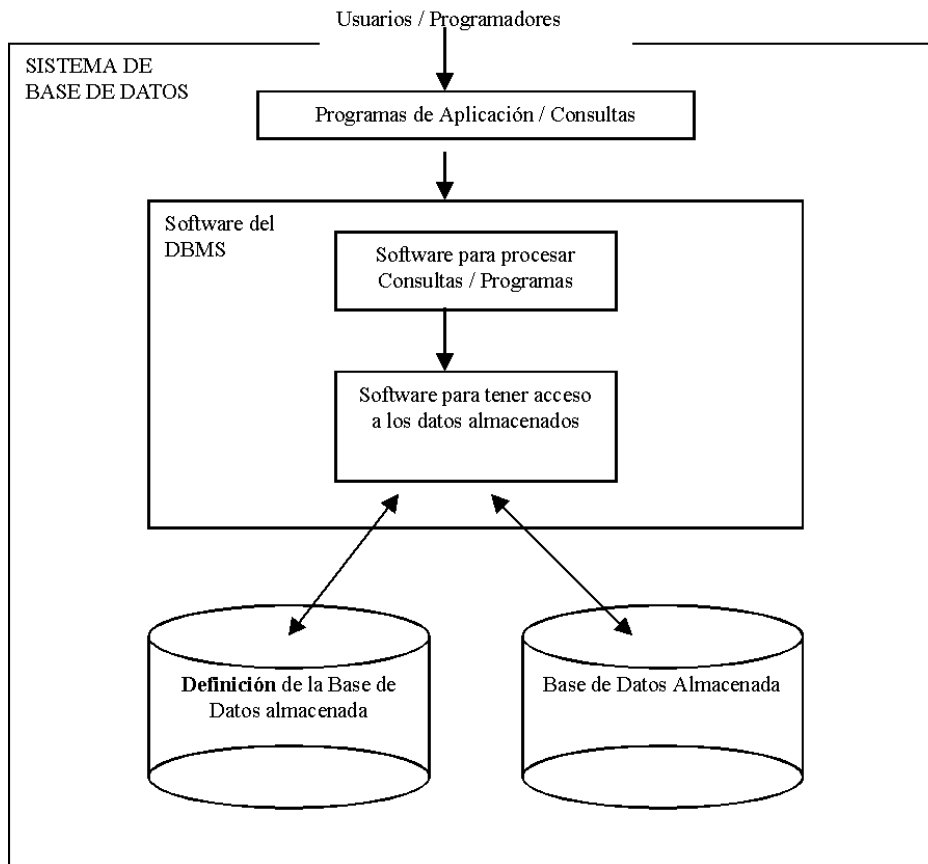 Usuarios / Programadores
SISTEMA DE
BASE DE DATOS
Programas de Aplicación / Consultas
Software del
DBMS
Software para procesar
Consultas / Programas
Software para tener acceso
a los datos almacenados
Definición de la Base de
Datos almacenada
Base de Datos Almacenada